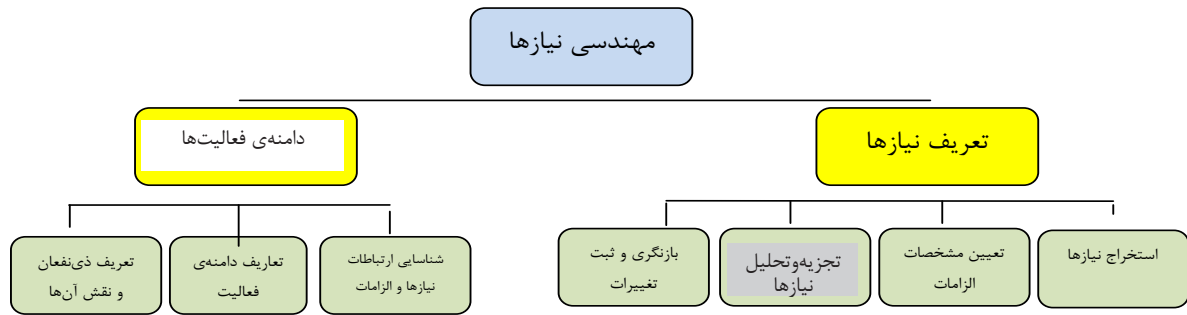 مهندسی نیازها
تعریف نیازها
دامنه‌ی فعالیت‌ها
استخراج نیازها
تعیین مشخصات
الزامات
تجزیه‌وتحلیل
نیازها
بازنگری و ثبت
تغییرات
شناسایی ارتباطات
نیازها و الزامات
تعاریف دامنه‌ی
فعالیت
تعریف ذی‌نفعان
و نقش آن‌ها